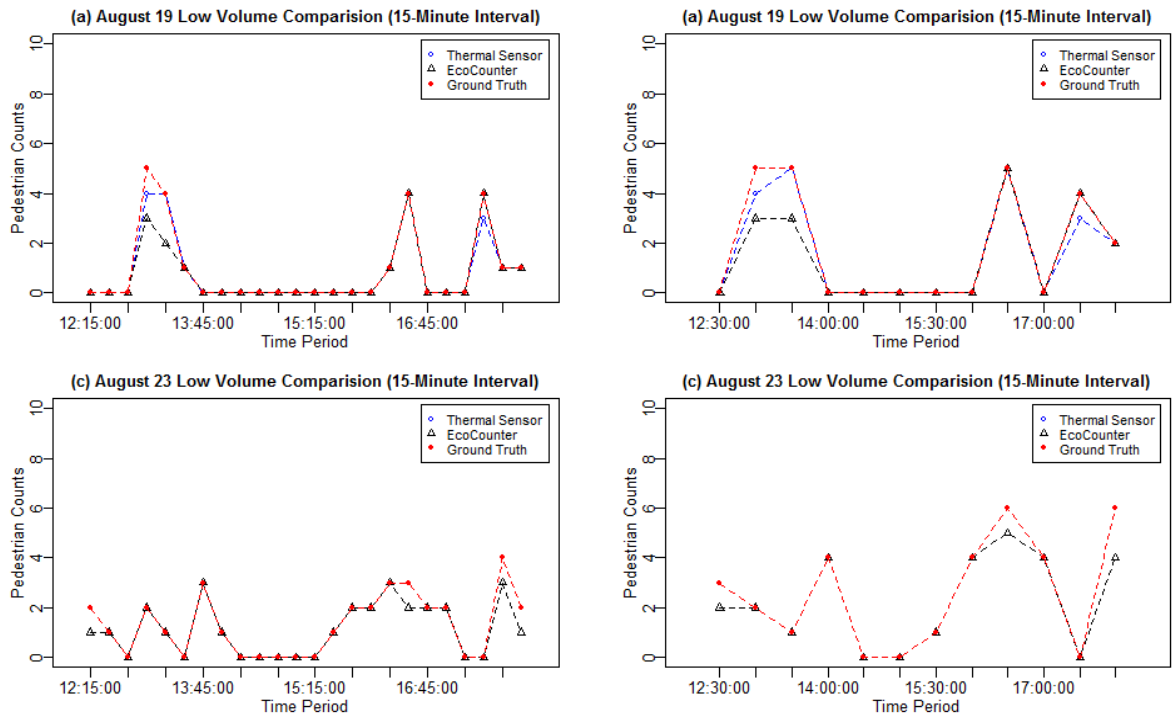 (a) August 19 Low Volume Comparision (15-Minute Interval)
10
8
6
4
2
0
Pedestrian Counts
Thermal Sensor
EcoCounter
Ground Truth
12:15:00 13:45:00 15:15:00 16:45:00
Time Period
(a) August 19 Low Volume Comparision (15-Minute Interval)
10
8
6
4
2
0
Pedestrian Counts
Thermal Sensor
EcoCounter
Ground Truth
12:30:00 14:00:00 15:30:00 17:00:00
Time Period
(c) August 23 Low Volume Comparision (15-Minute Interval)
10
8
6
4
2
0
Pedestrian Counts
Thermal Sensor
EcoCounter
Ground Truth
12:15:00 13:45:00 15:15:00 16:45:00
Time Period
(c) August 23 Low Volume Comparision (15-Minute Interval)
10
8
6
4
2
0
Pedestrian Counts
Thermal Sensor
EcoCounter
Ground Truth
12:30:00 14:00:00 15:30:00 17:00:00
Time Period